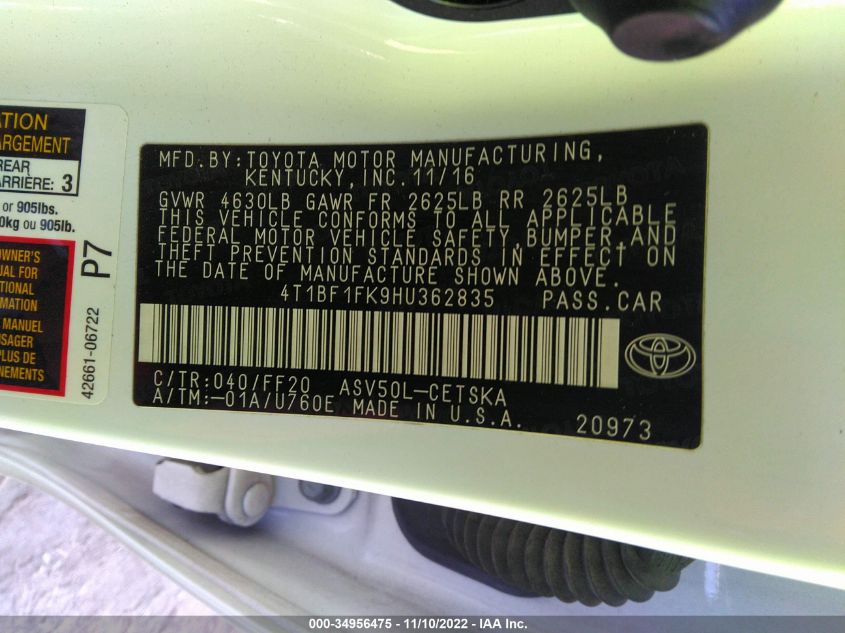 ATION
ARGEMENT
REAR
ARRIÈRE: 3
or 905lbs.
0kg ou 905lb.
OWNER'S
UAL FOR
TIONAL
MATION
MANUEL
USAGER
PLUS DE
NEMENTS
P7
42661-06722
MFD.BY:TOYOTA MOTOR MANUFACTURING,
KENTUCKY,INC.11/16
GVWR 4630LB GAWR FR 2625LB RR 2625LB
THIS VEHICLE CONFORMS TO ALL APPLICABLE
FEDERAL MOTOR VEHICLE SAFETY,BUMPER,AND
THEFT PREVENTION STANDARDS IN EFFECT ON
THE DATE OF MANUFACTURE SHOWN ABOVE.
4T1BF1FK9HU362835 PASS.CAR
C/TR:040/FF20 ASV50L-CETSKA
A/TM:-01A/U760E MADE IN U.S.A.
20973
000-34956475 - 11/10/2022 - IAA Inc.